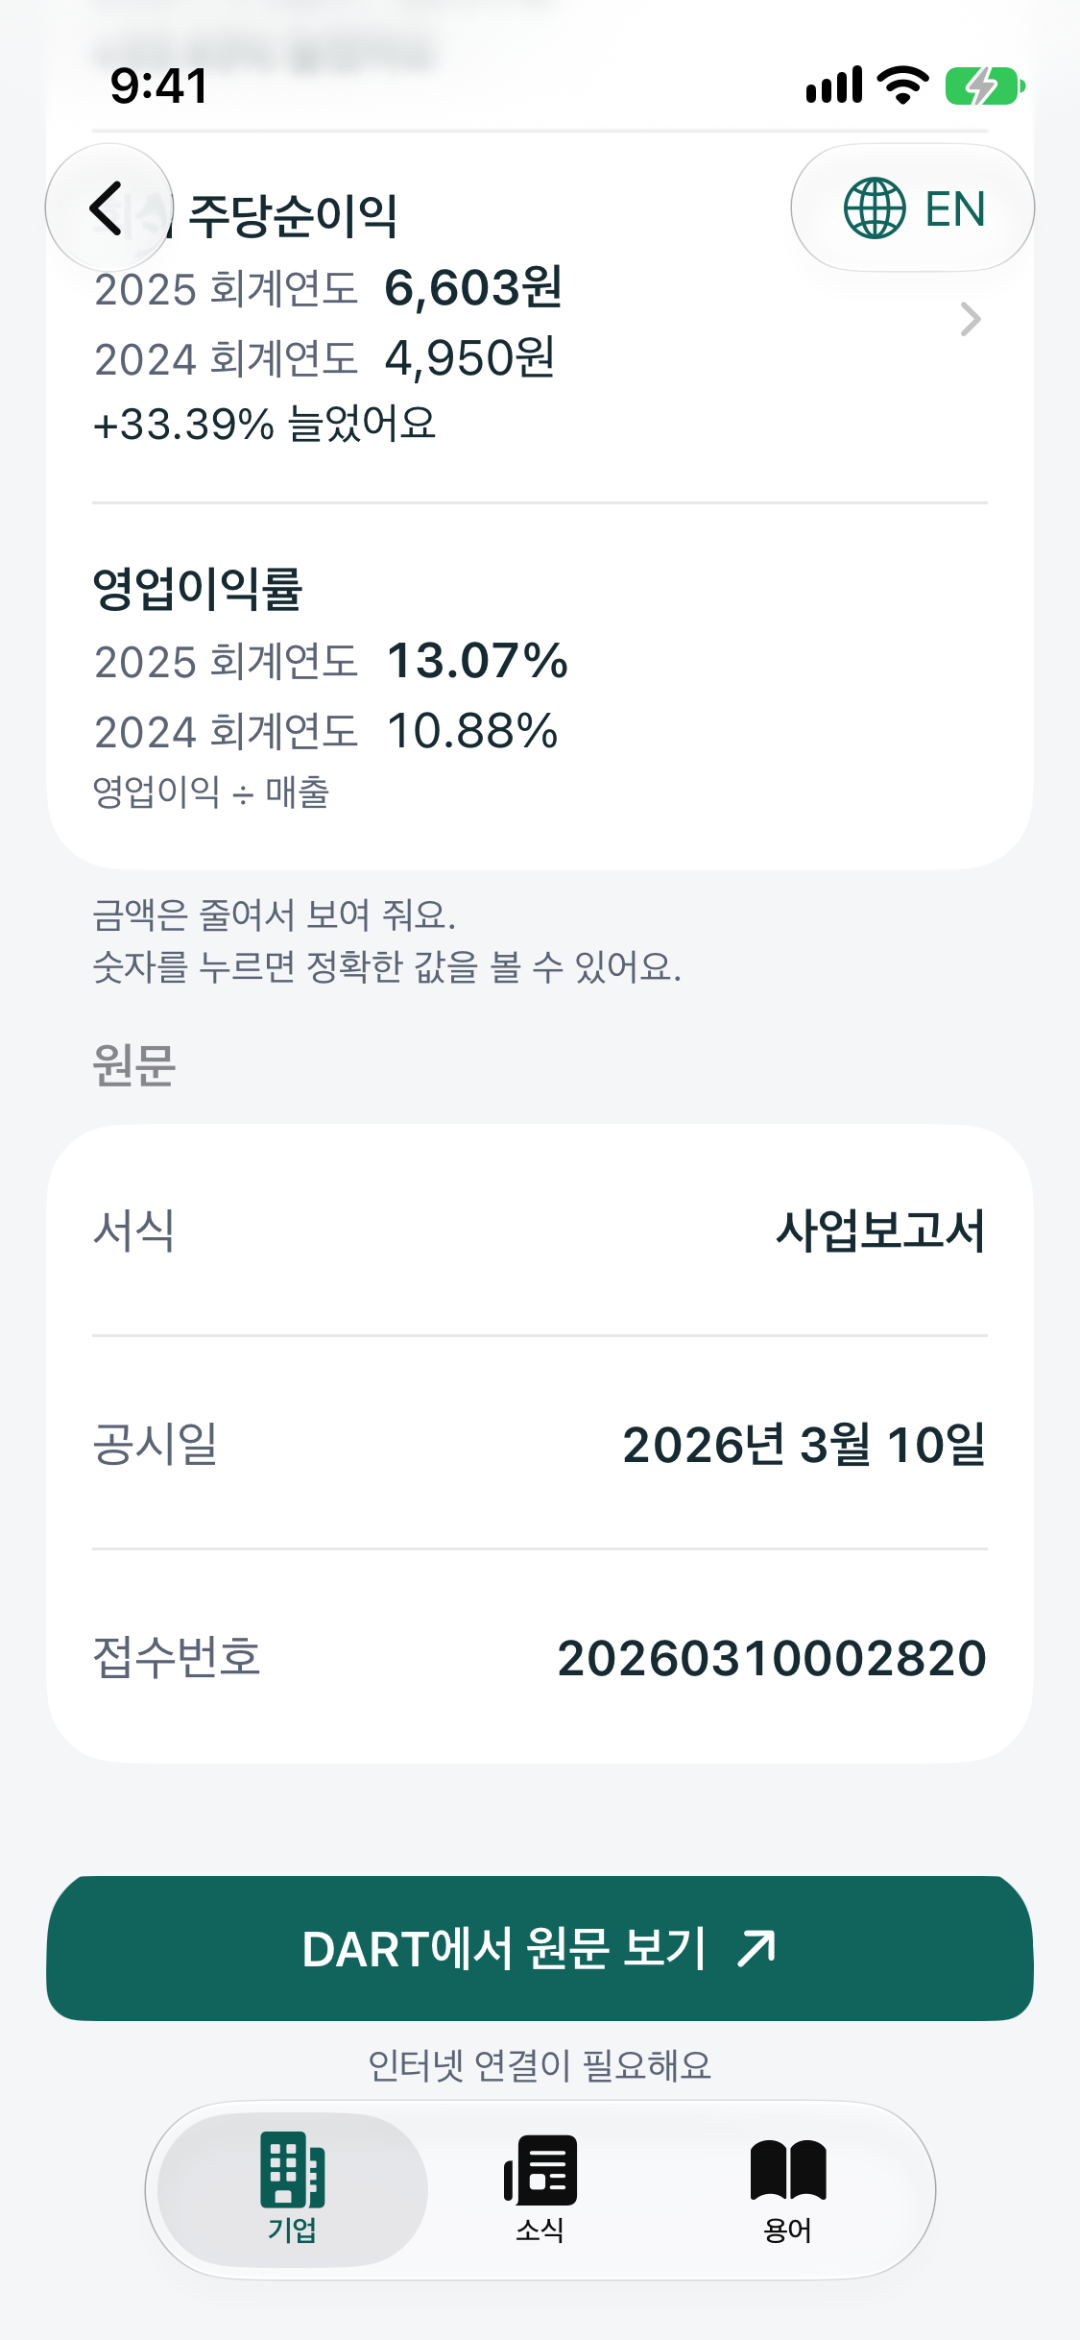 9:41
EN
주당순이익
2025 회계연도 6,603원
2024 회계연도 4,950원
+33.39% 늘었어요
영업이익률
2025 회계연도 13.07%
2024 회계연도 10.88%
영업이익 ÷ 매출
금액은 줄여서 보여 줘요.
숫자를 누르면 정확한 값을 볼 수 있어요.
원문
서식 사업보고서
공시일 2026년 3월 10일
접수번호 20260310002820
DART에서 원문 보기
인터넷 연결이 필요해요
기업 소식 용어